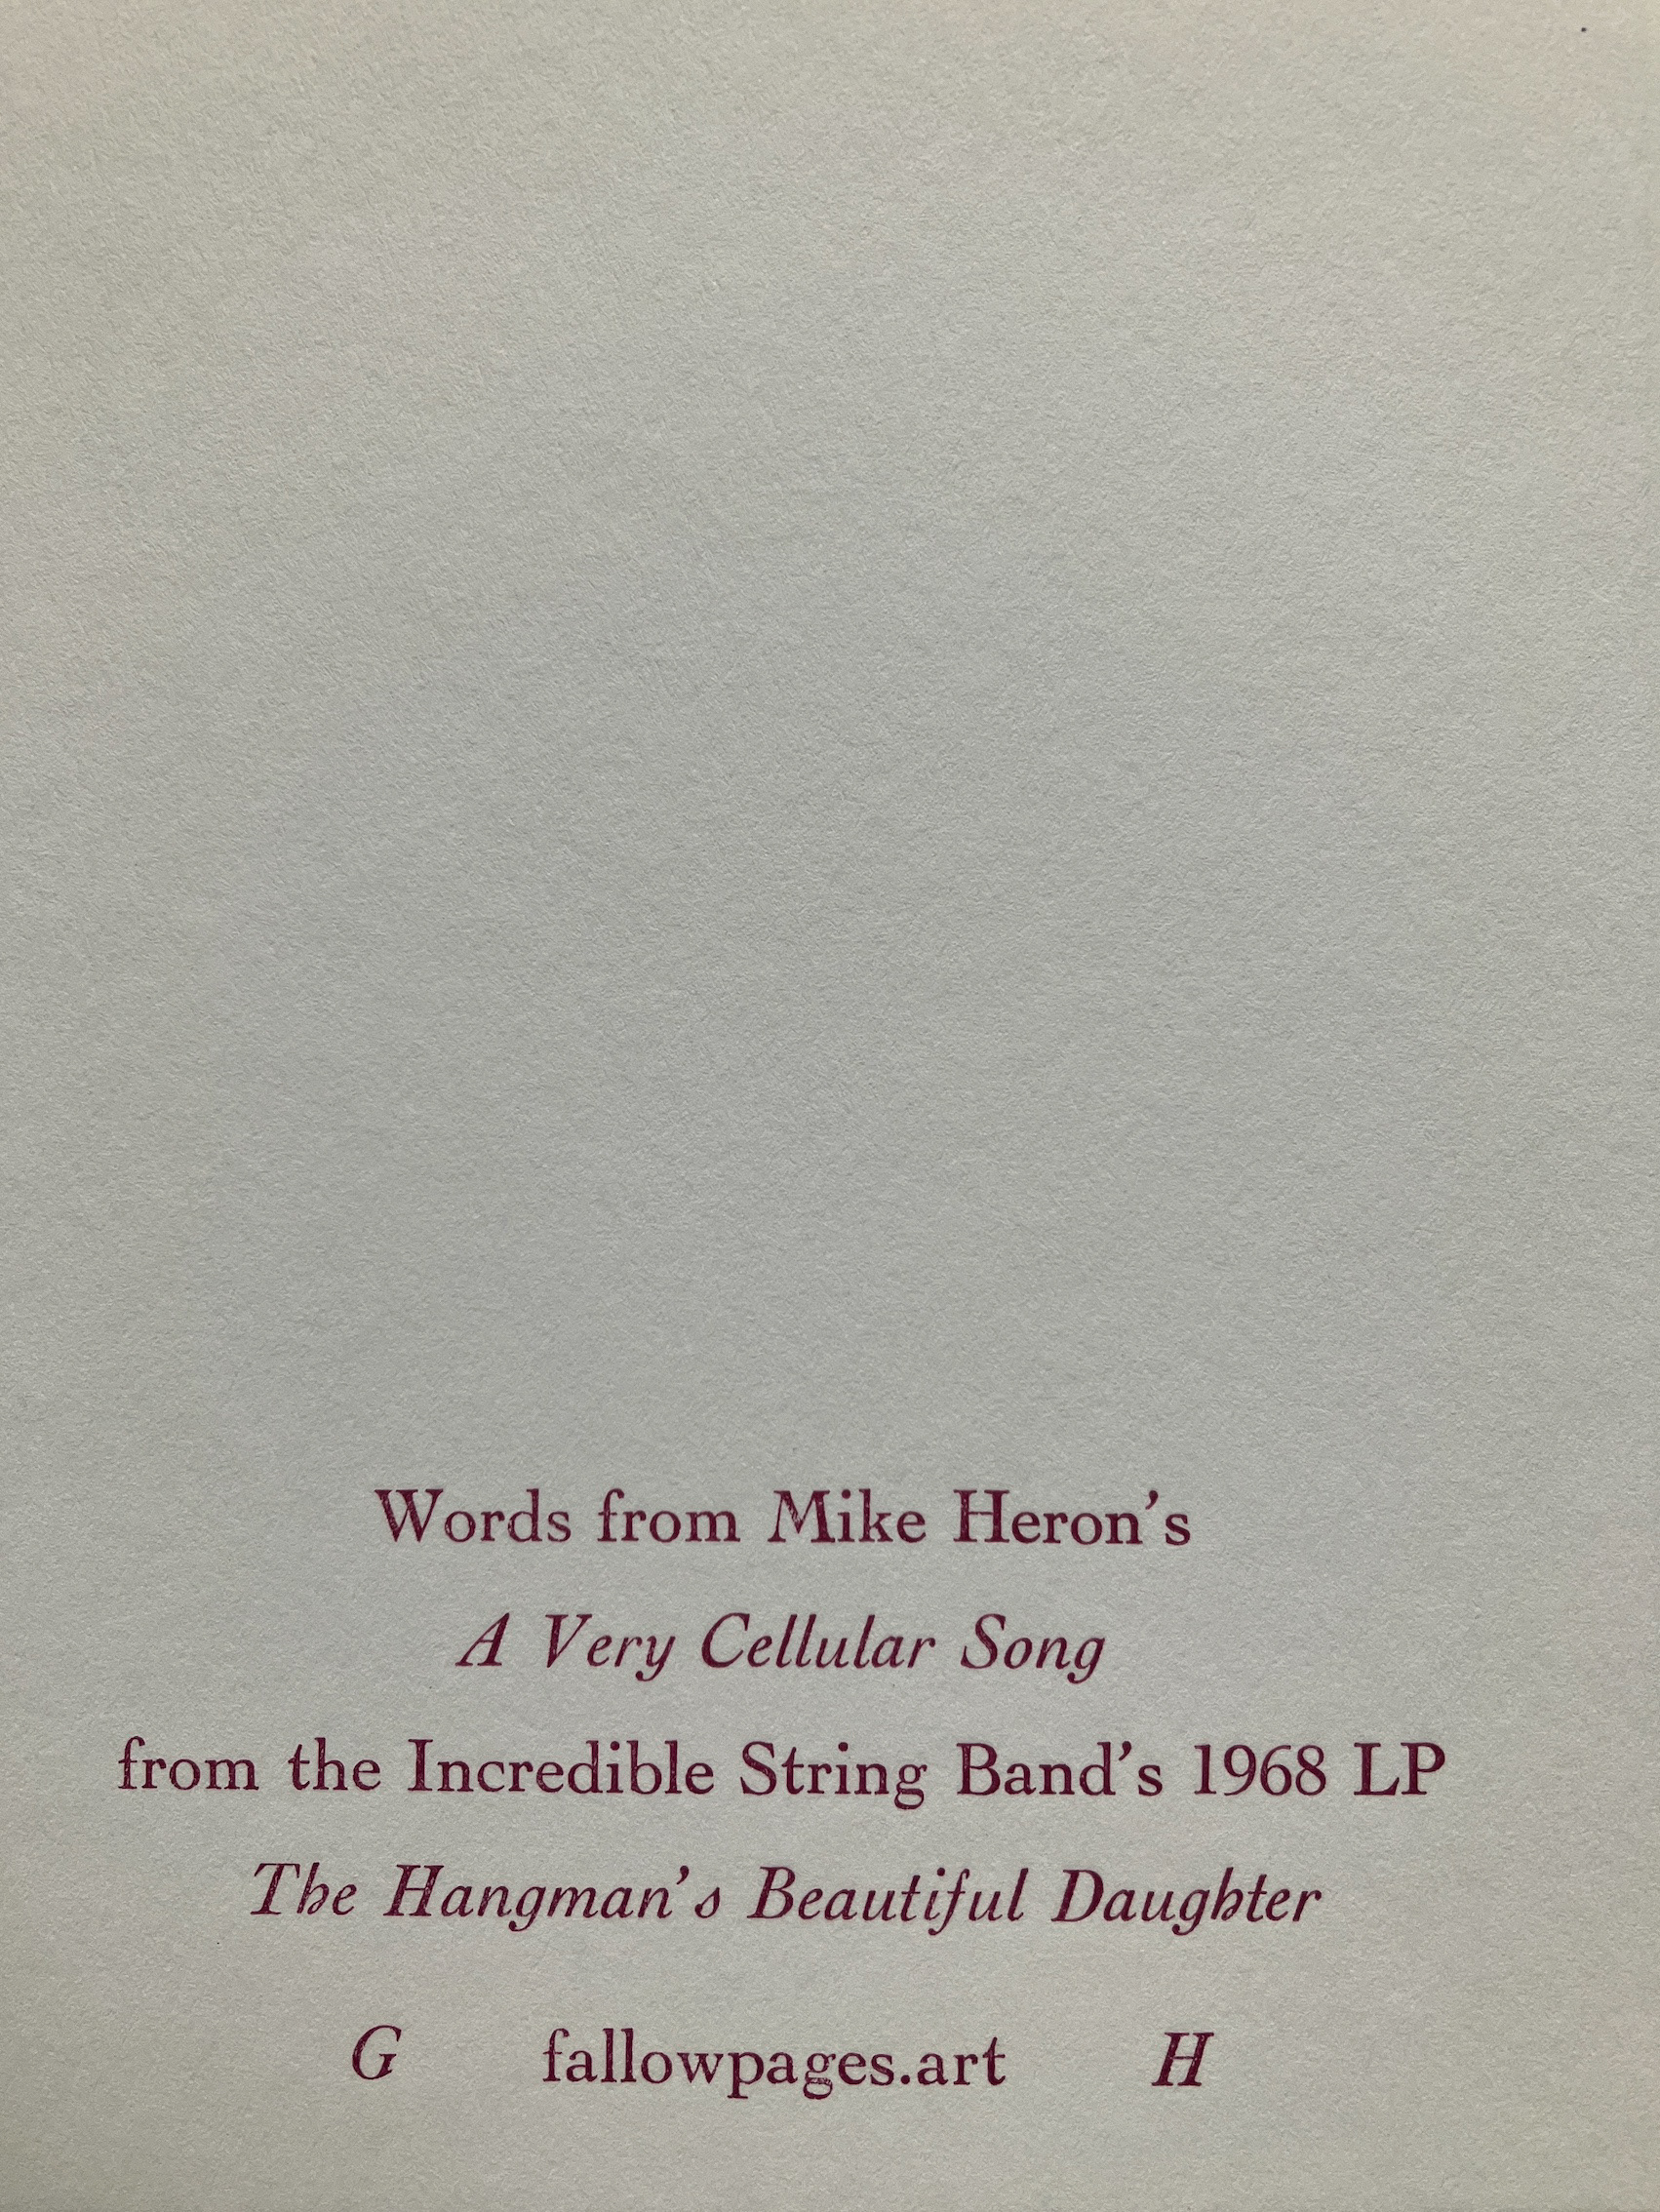 Words from Mike Heron’s
A Very Cellular Song
from the Incredible String Band’s 1968 LP
The Hangman’s Beautiful Daughter
G fallowpages.art H